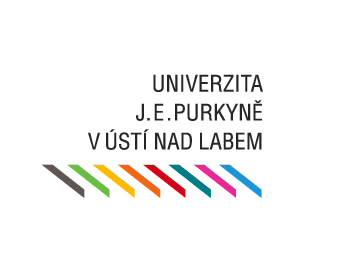 UNIVERZITA
J. E. PURKYNĚ
V ÚSTÍ NAD LABEM